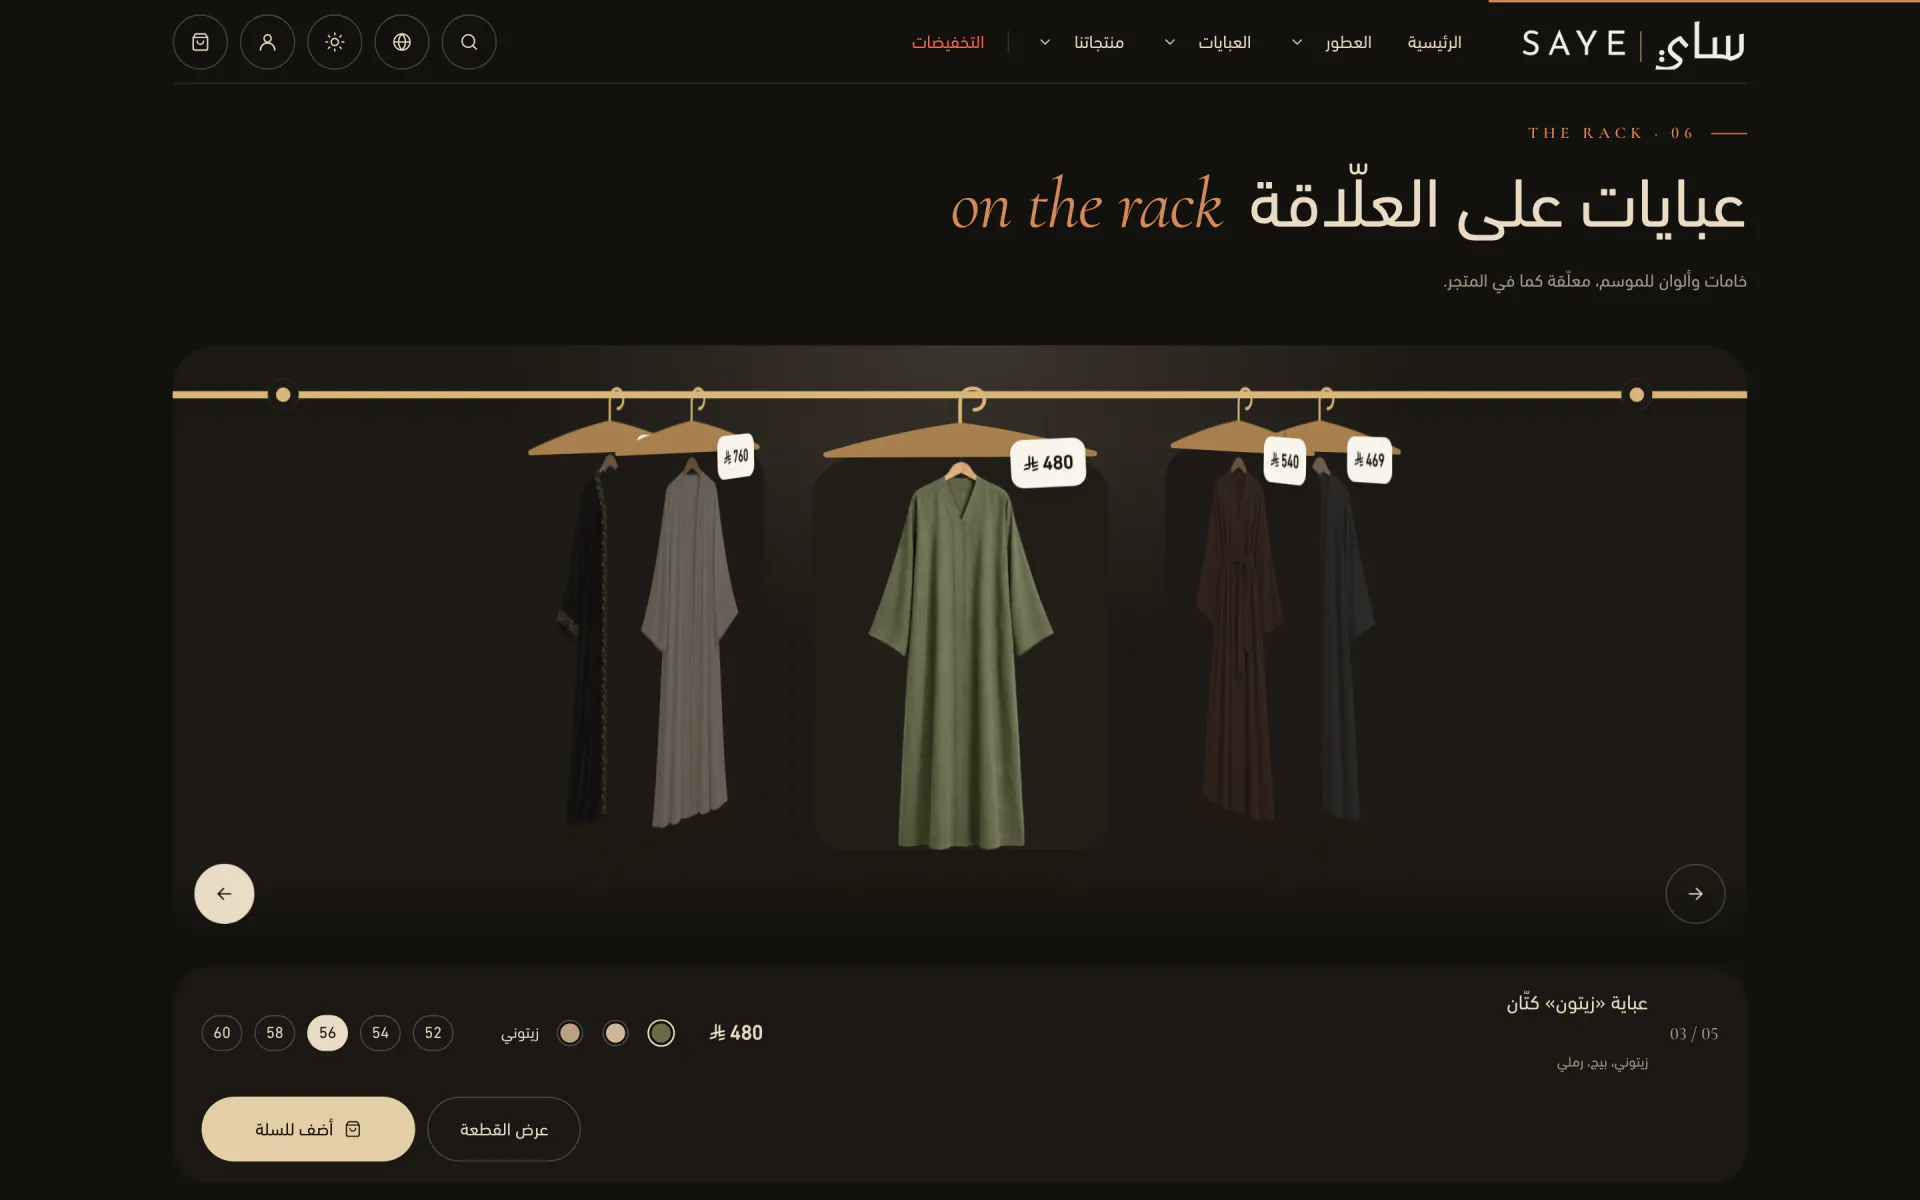 ساي | SAYE
الرئيسية
العطور
العبايات
منتجاتنا
التخفيضات
THE RACK · 06
عبايات على العلّاقة on the rack
خامات وألوان للموسم، معلّقة كما في المتجر.
469
540
480
760
عباية «زيتون» كتّان
03 / 05
زيتوني، بيج، رملي
480
زيتوني
52
54
56
58
60
عرض القطعة
أضف للسلة